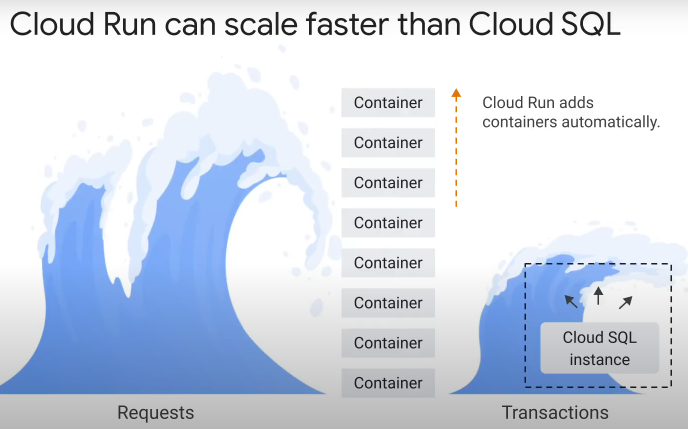 Cloud Run can scale faster than Cloud SQL
Container
Container
Container
Container
Container
Container
Container
Container
Cloud Run adds
containers automatically.
Cloud SQL
instance
Requests
Transactions